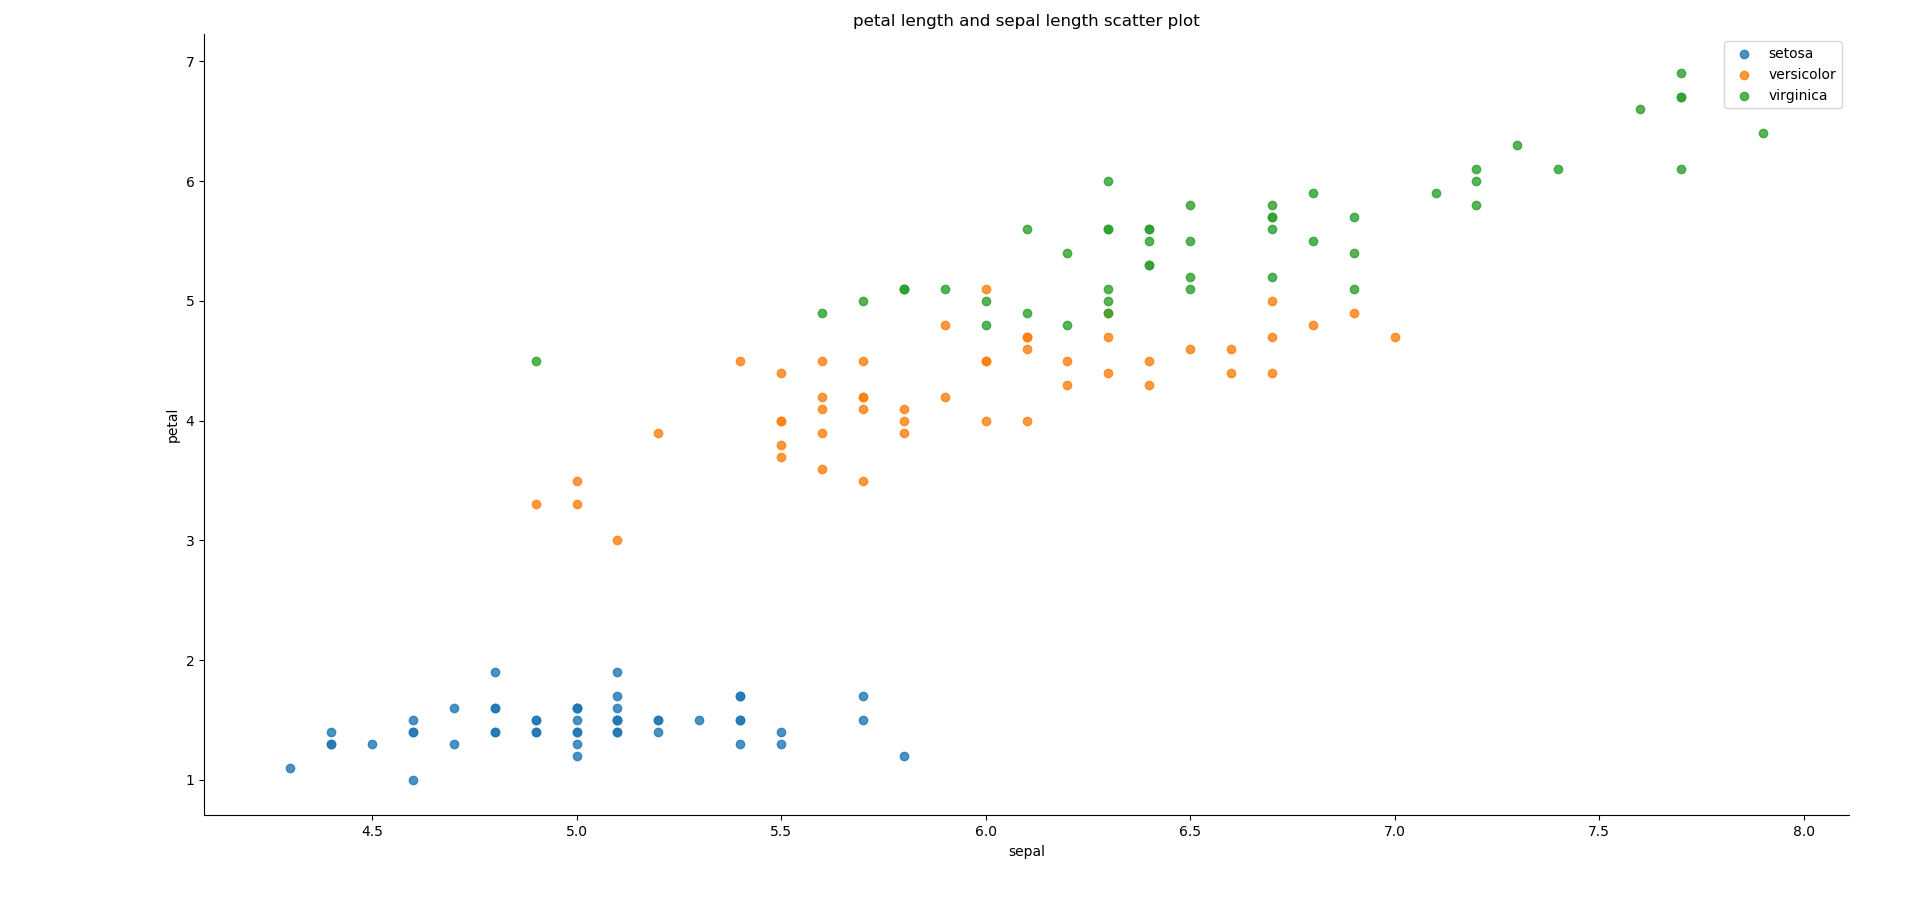 petal length and sepal length scatter plot
setosa
versicolor
virginica
7
6
5
4
3
2
1
petal
4.5 5.0 5.5 6.0 6.5 7.0 7.5 8.0
sepal